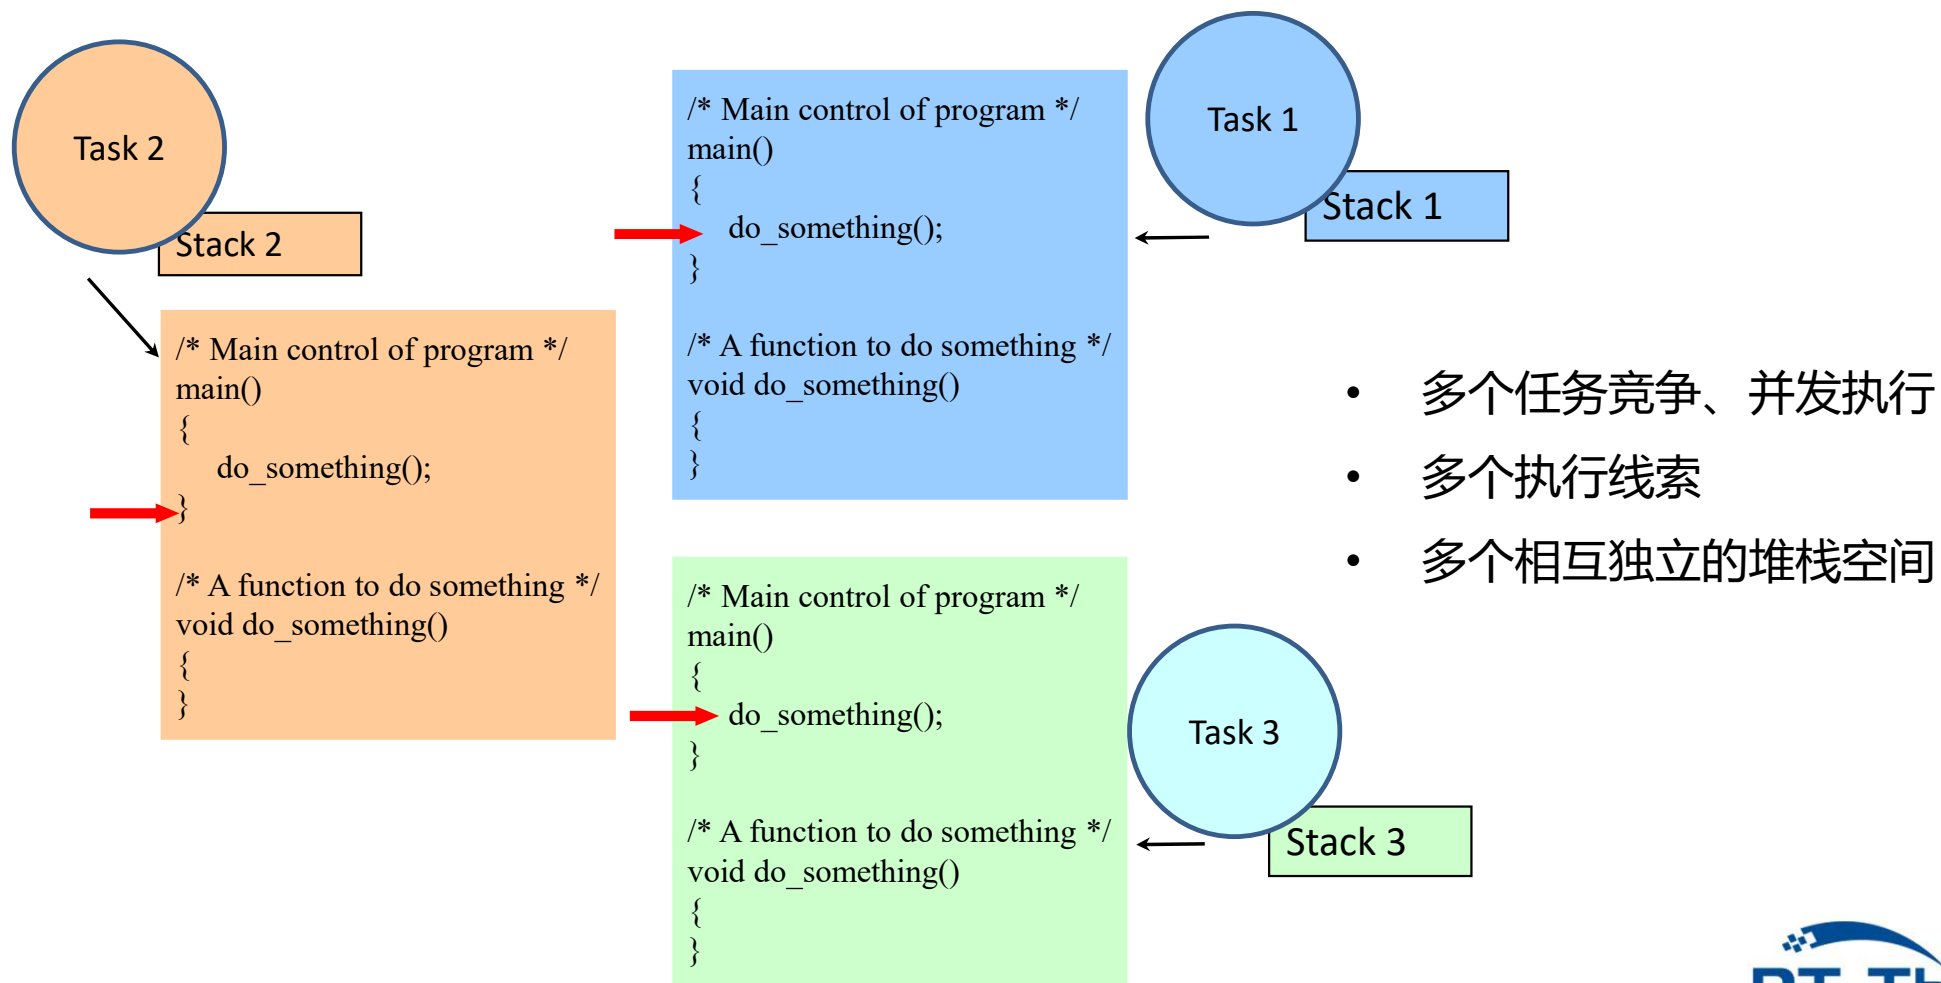 Task 2
Stack 2
/* Main control of program */
main()
{
do_something();
}
/* A function to do something */
void do_something()
{
}
/* Main control of program */
main()
{
do_something();
}
/* A function to do something */
void do_something()
{
}
Task 1
Stack 1
/* Main control of program */
main()
{
do_something();
}
/* A function to do something */
void do_something()
{
}
Task 3
Stack 3
• 多个任务竞争、并发执行
• 多个执行线索
• 多个相互独立的堆栈空间